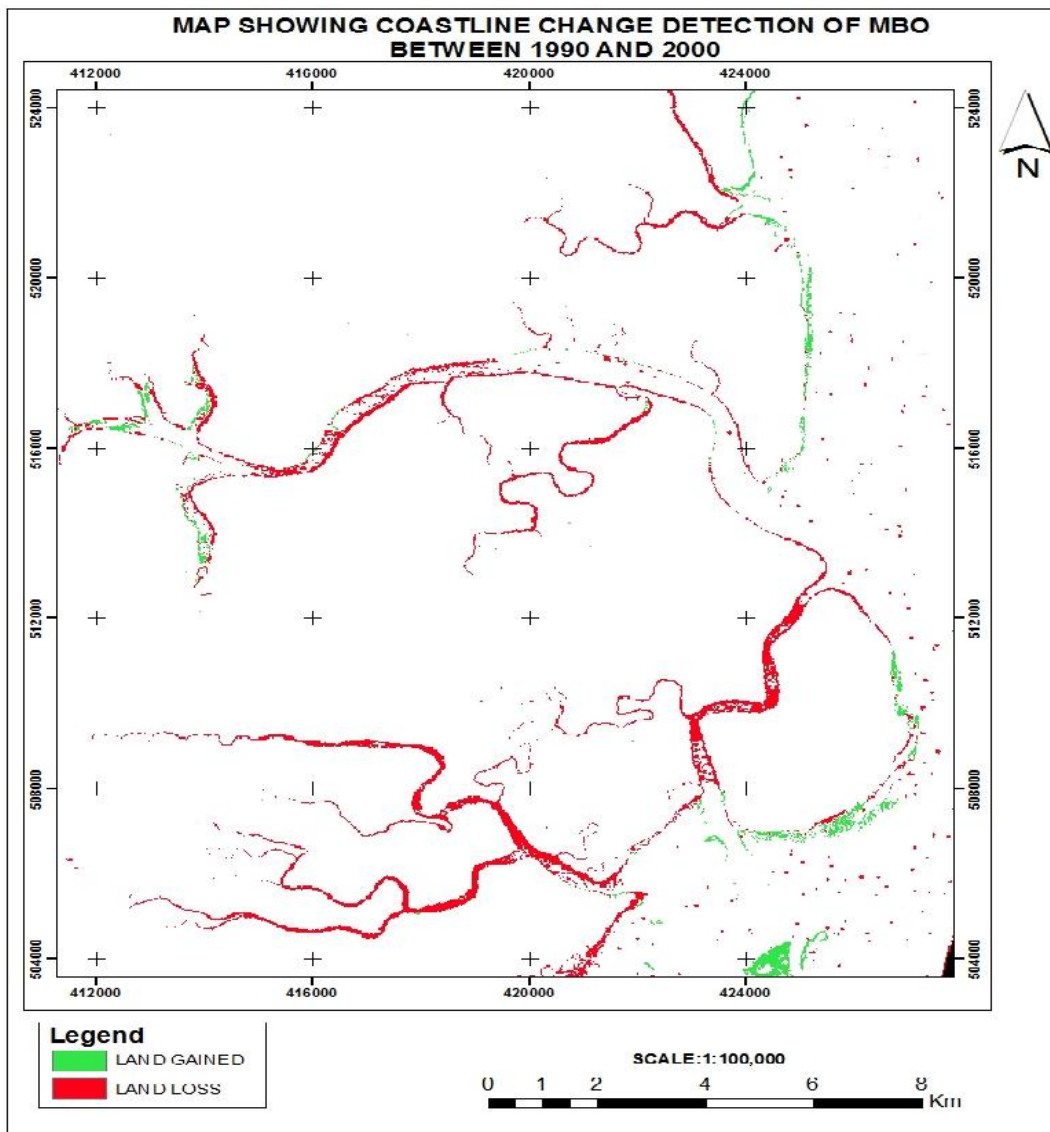 MAP SHOWING COASTLINE CHANGE DETECTION OF MBO
BETWEEN 1990 AND 2000
412000 416000 420000 424000
524000 524000
N
520000 520000
516000 516000
512000 512000
508000 508000
504000 504000
412000 416000 420000 424000
Legend
LAND GAINED
LAND LOSS
SCALE:1:100,000
0 1 2 4 6 8
Km